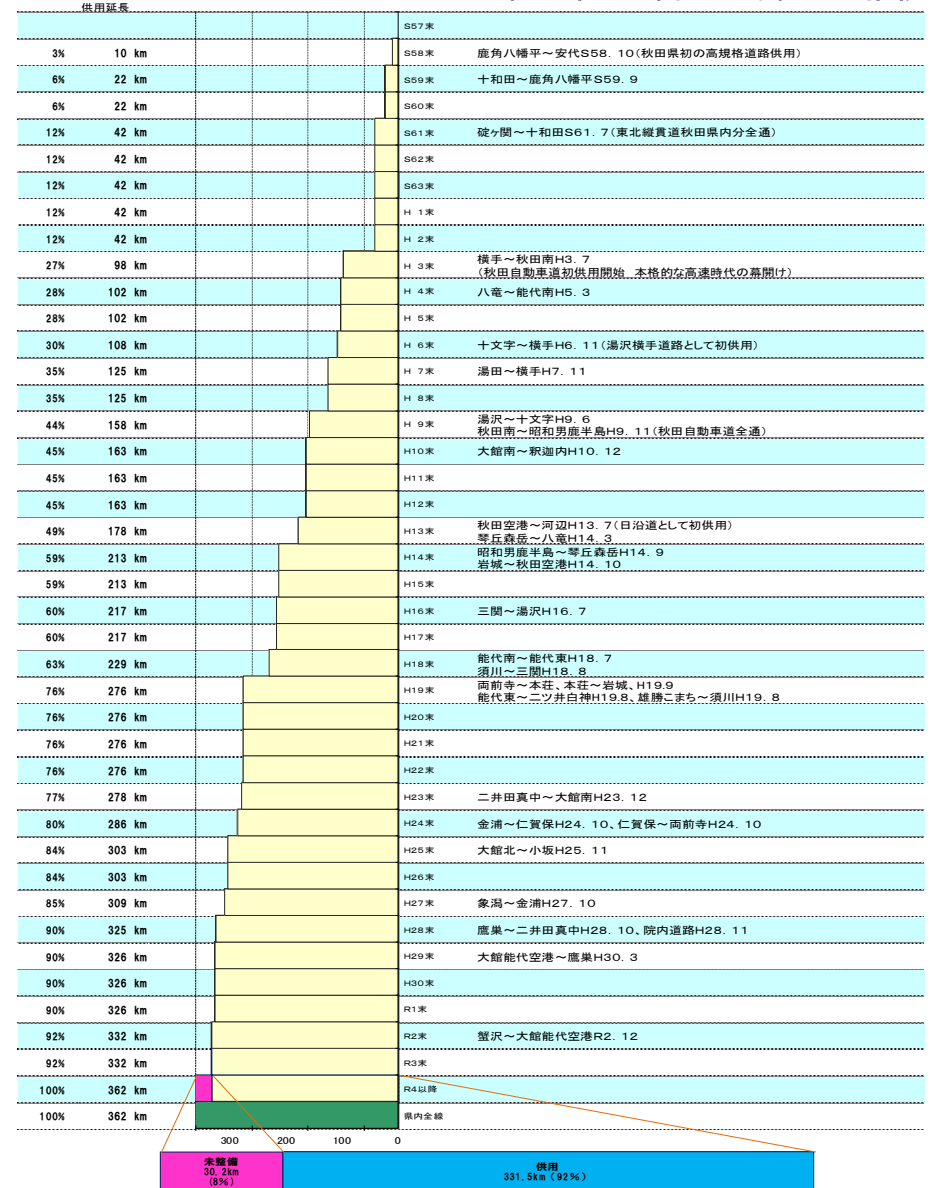 供用延長
S57末
3% 10 km S58末 鹿角八幡平～安代S58. 10(秋田県初の高規格道路供用)
6% 22 km S59末 十和田～鹿角八幡平S59. 9
6% 22 km S60末
12% 42 km S61末 碇ヶ関～十和田S61. 7(東北縦貫道秋田県内分全通)
12% 42 km S62末
12% 42 km S63末
12% 42 km H 1末
12% 42 km H 2末
27% 98 km H 3末 横手～秋田南H3. 7
(秋田自動車道初供用開始 本格的な高速時代の幕開け)
28% 102 km H 4末 八竜～能代南H5. 3
28% 102 km H 5末
30% 108 km H 6末 十文字～横手H6. 11(湯沢横手道路として初供用)
35% 125 km H 7末 湯田～横手H7. 11
35% 125 km H 8末
44% 158 km H 9末 湯沢～十文字H9. 6
秋田南～昭和男鹿半島H9. 11(秋田自動車道全通)
45% 163 km H10末 大館南～釈迦内H10. 12
45% 163 km H11末
45% 163 km H12末
49% 178 km H13末 秋田空港～河辺H13. 7(日沿道として初供用)
琴丘森岳～八竜H14. 3
59% 213 km H14末 昭和男鹿半島～琴丘森岳H14. 9
岩城～秋田空港H14. 10
59% 213 km H15末
60% 217 km H16末 三関～湯沢H16. 7
60% 217 km H17末
63% 229 km H18末 能代南～能代東H18. 7
須川～三関H18. 8
76% 276 km H19末 両前寺～本荘、本荘～岩城、H19.9
能代東～二ツ井白神H19.8、雄勝こまち～須川H19. 8
76% 276 km H20末
76% 276 km H21末
76% 276 km H22末
77% 278 km H23末 二井田真中～大館南H23. 12
80% 286 km H24末 金浦～仁賀保H24. 10、仁賀保～両前寺H24. 10
84% 303 km H25末 大館北～小坂H25. 11
84% 303 km H26末
85% 309 km H27末 象潟～金浦H27. 10
90% 325 km H28末 鷹巣～二井田真中H28. 10、院内道路H28. 11
90% 326 km H29末 大館能代空港～鷹巣H30. 3
90% 326 km H30末
90% 326 km R1末
92% 332 km R2末 蟹沢～大館能代空港R2. 12
92% 332 km R3末
100% 362 km R4以降
100% 362 km 県内全線
300 200 100 0
未整備
30. 2km
(8%)
供用
331. 5km (92%)